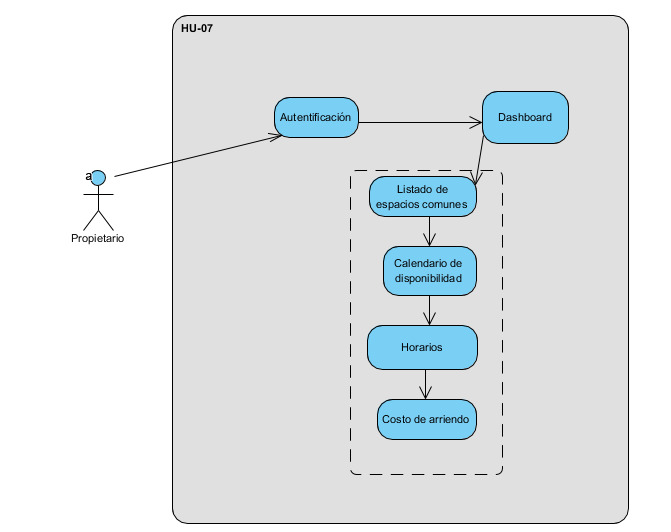 HU-07
Autentificación
Dashboard
a
Propietario
Listado de
espacios comunes
Calendario de
disponibilidad
Horarios
Costo de arriendo